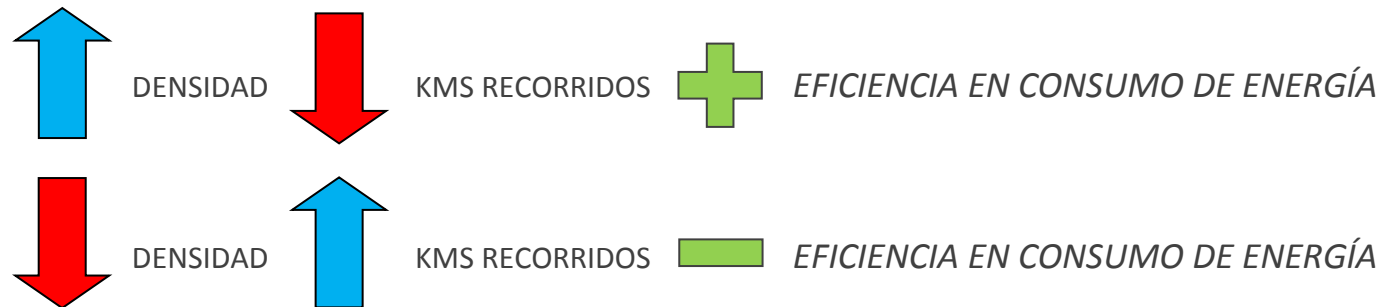 DENSIDAD KMS RECORRIDOS EFICIENCIA EN CONSUMO DE ENERGÍA
DENSIDAD KMS RECORRIDOS EFICIENCIA EN CONSUMO DE ENERGÍA